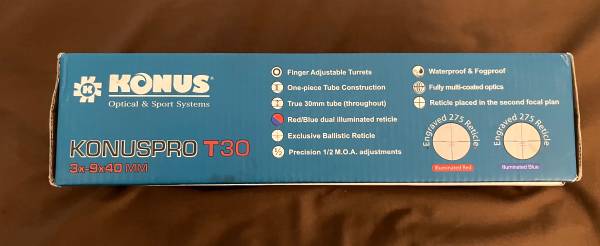 KONUS®
Optical & Sport Systems
KONUSPRO T30
3x-9x40 MM
Finger Adjustable Turrets
One-piece Tube Construction
True 30mm tube (throughout)
Red/Blue dual illuminated reticle
Exclusive Ballistic Reticle
1/2 Precision 1/2 M.O.A. adjustments
Waterproof & Fogproof
Fully multi-coated optics
Reticle placed in the second focal plan
Engraved 275 Reticle
Illuminated Red
Engraved 275 Reticle
Illuminated Blue